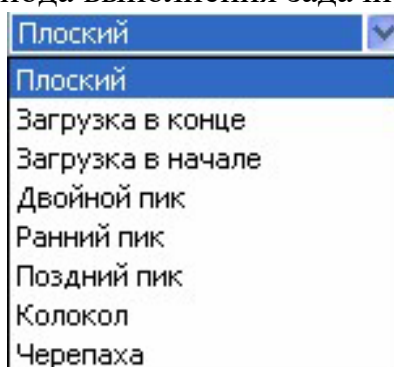 Плоский
Плоский
Загрузка в конце
Загрузка в начале
Двойной пик
Ранний пик
Поздний пик
Колокол
Черепаха